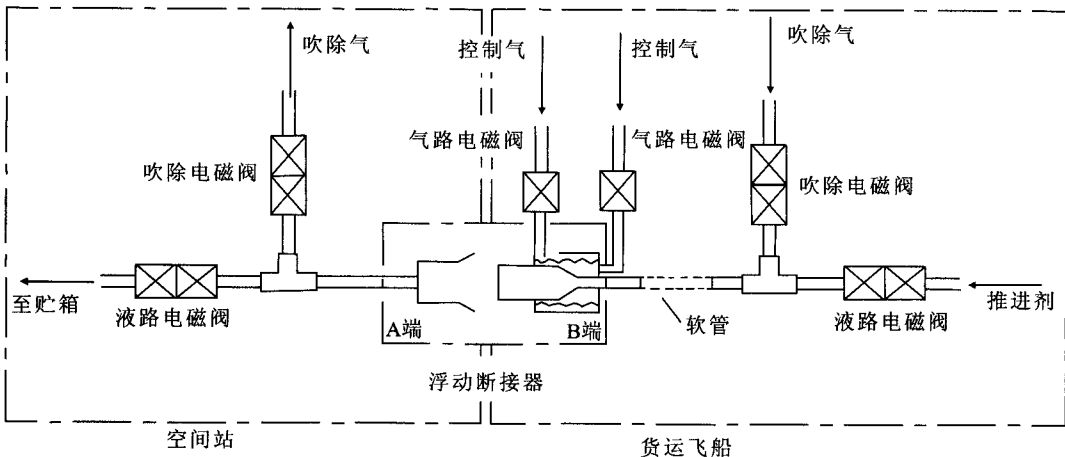 吹除气
控制气
控制气
吹除气
气路电磁阀
气路电磁阀
吹除电磁阀
吹除电磁阀
至贮箱
液路电磁阀
A端
B端
软管
液路电磁阀
推进剂
浮动断接器
空间站
货运飞船